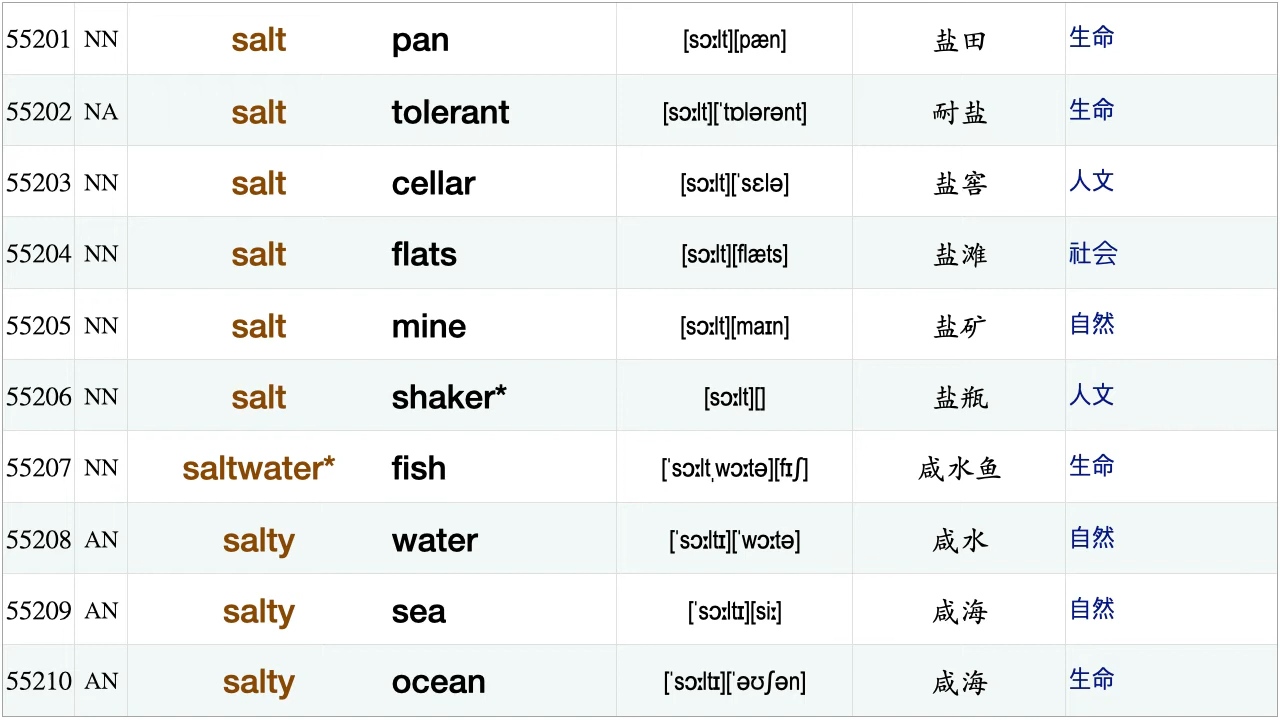 55201 NN salt pan [sɔːlt][pæn] 盐田 生命
55202 NA salt tolerant [sɔːlt][ˈtɒlərənt] 耐盐 生命
55203 NN salt cellar [sɔːlt][ˈsɛlə] 盐窖 人文
55204 NN salt flats [sɔːlt][flæts] 盐滩 社会
55205 NN salt mine [sɔːlt][maɪn] 盐矿 自然
55206 NN salt shaker* [sɔːlt][] 盐瓶 人文
55207 NN saltwater* fish [ˈsɔːltˌwɔːtə][fɪʃ] 咸水鱼 生命
55208 AN salty water [ˈsɔːltɪ][ˈwɔːtə] 咸水 自然
55209 AN salty sea [ˈsɔːltɪ][siː] 咸海 自然
55210 AN salty ocean [ˈsɔːltɪ][ˈəʊʃən] 咸海 生命